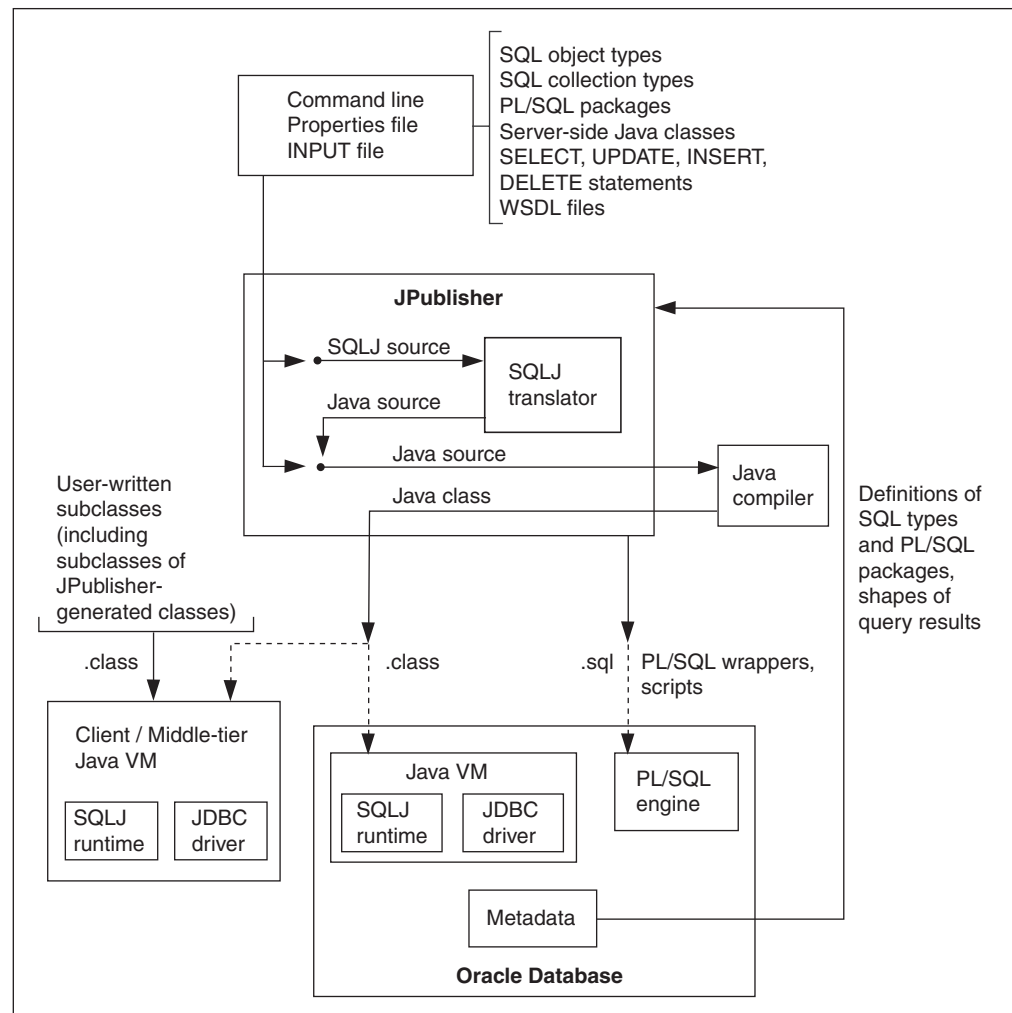 Command line
Properties file
INPUT file
SQL object types
SQL collection types
PL/SQL packages
Server-side Java classes
SELECT, UPDATE, INSERT,
DELETE statements
WSDL files
JPublisher
SQLJ source
SQLJ
translator
Java source
Java source
Java
compiler
Java class
User-written
subclasses
(including
subclasses of
JPublisher-
generated classes)
Definitions of
SQL types
and PL/SQL
packages,
shapes of
query results
.class
.class
.sql
PL/SQL wrappers,
scripts
Client / Middle-tier
Java VM
SQLJ
runtime
JDBC
driver
Java VM
SQLJ
runtime
JDBC
driver
PL/SQL
engine
Metadata
Oracle Database